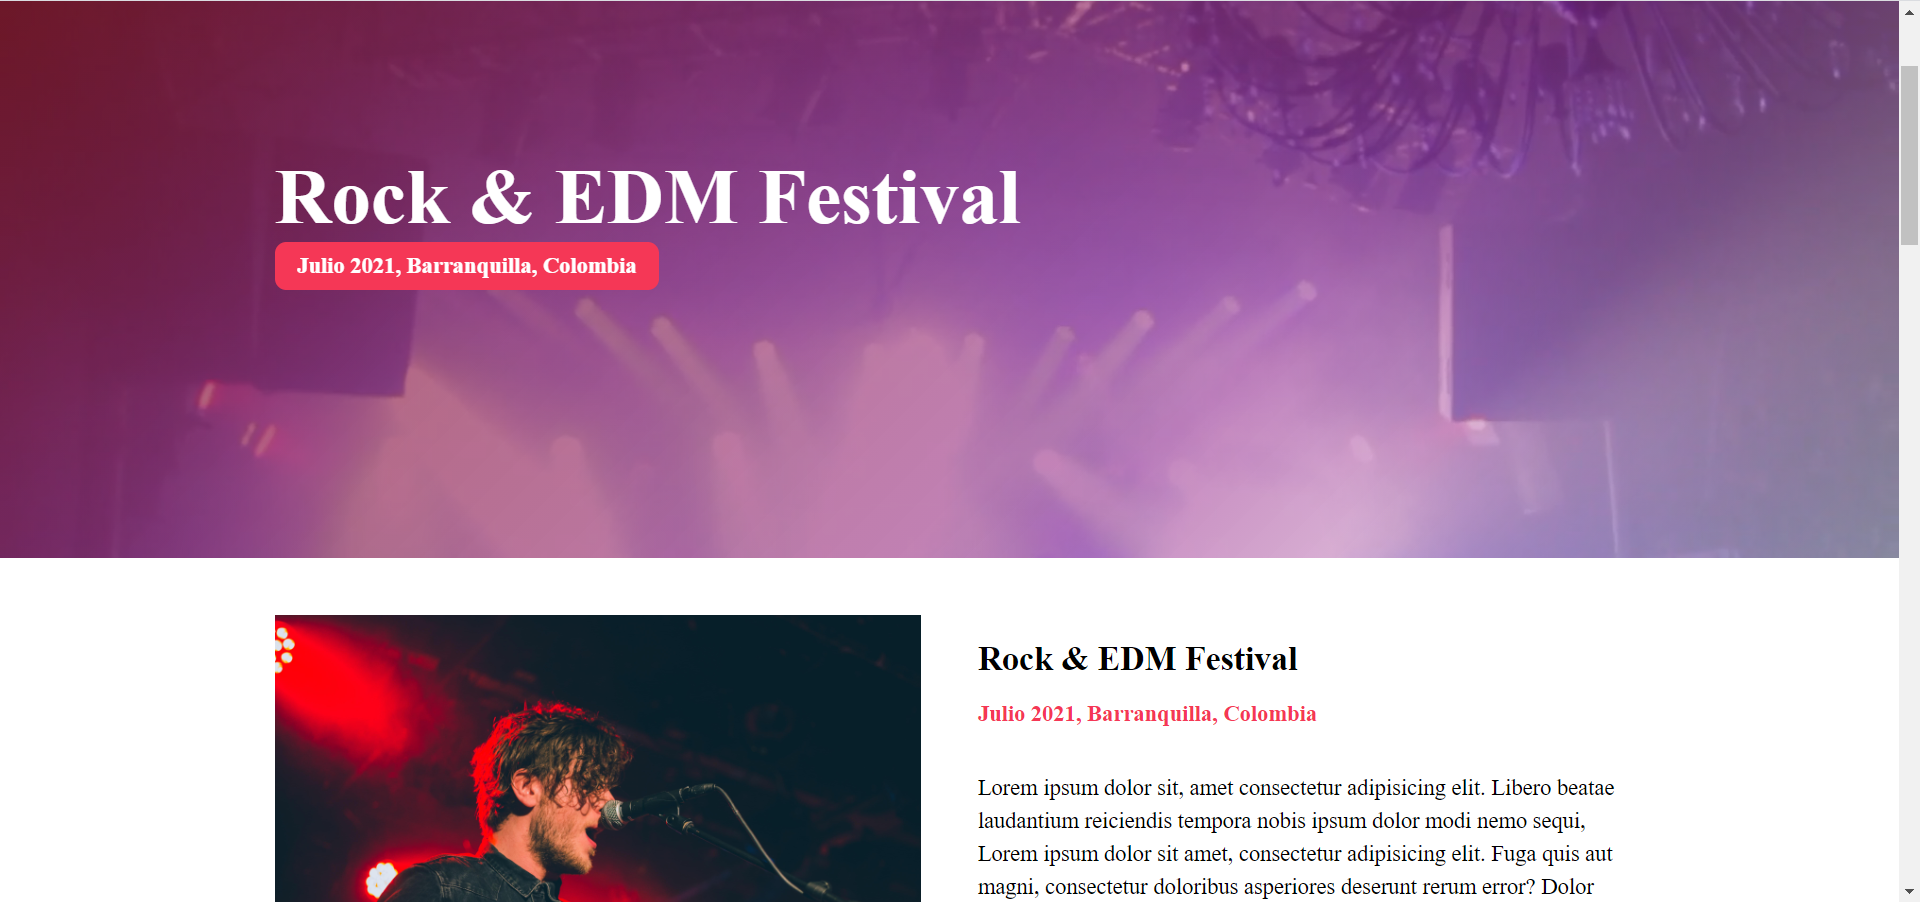 Rock & EDM Festival
Julio 2021, Barranquilla, Colombia
Rock & EDM Festival
Julio 2021, Barranquilla, Colombia
Lorem ipsum dolor sit, amet consectetur adipisicing elit. Libero beatae
laudantium reiciendis tempora nobis ipsum dolor modi nemo sequi,
Lorem ipsum dolor sit amet, consectetur adipisicing elit. Fuga quis aut
magni, consectetur doloribus asperiores deserunt rerum error? Dolor